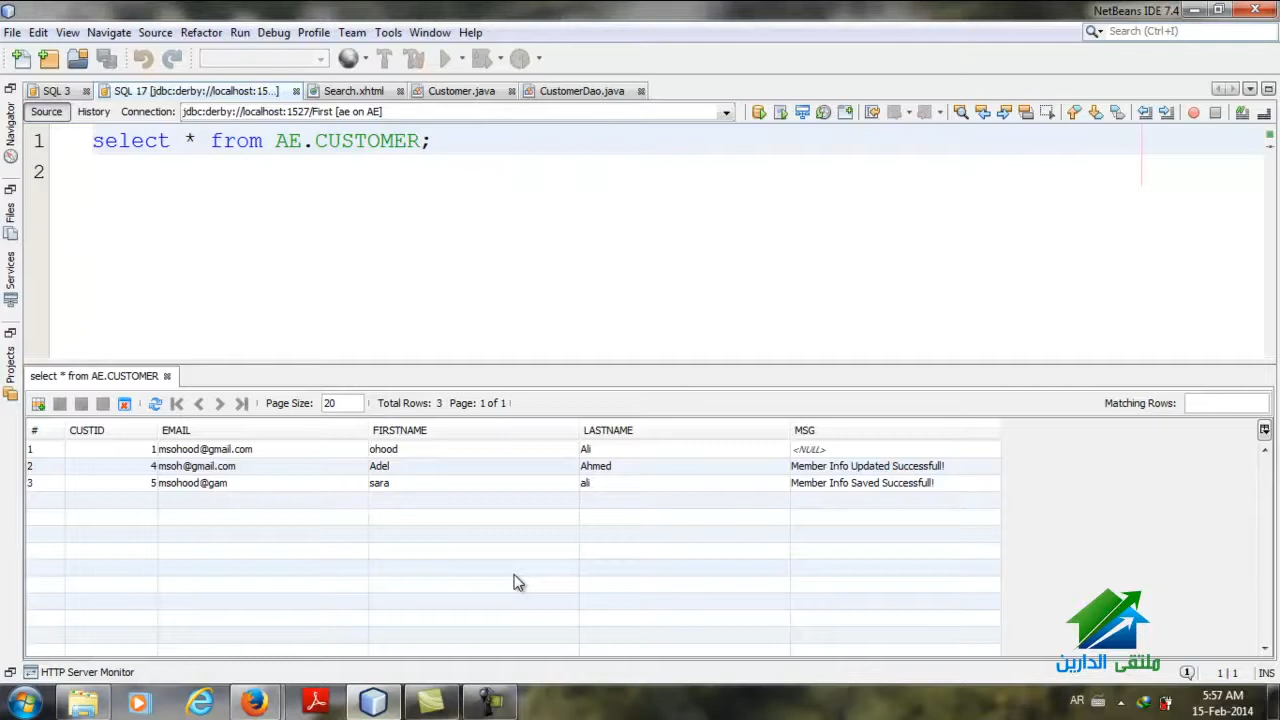 NetBeans IDE 7.4
File Edit View Navigate Source Refactor Run Debug Profile Team Tools Window Help
Search (Ctrl+I)
SQL 3 SQL 17 [jdbc:derby://localhost:15... Search.xhtml Customer.java CustomerDao.java
Source History Connection: jdbc:derby://localhost:1527/First [ae on AE]
Navigator
Files
Services
Projects
1 select * from AE.CUSTOMER;
2
select * from AE.CUSTOMER
Page Size: 20 Total Rows: 3 Page: 1 of 1 Matching Rows:
# CUSTID EMAIL FIRSTNAME LASTNAME MSG
1 1 msohood@gmail.com ohood Ali <NULL>
2 4 msoh@gmail.com Adel Ahmed Member Info Updated Successfull!
3 5 msohood@gam sara ali Member Info Saved Successfull!
ملتقى الدارين
HTTP Server Monitor 1 1 | 1 INS
AR 5:57 AM
15-Feb-2014